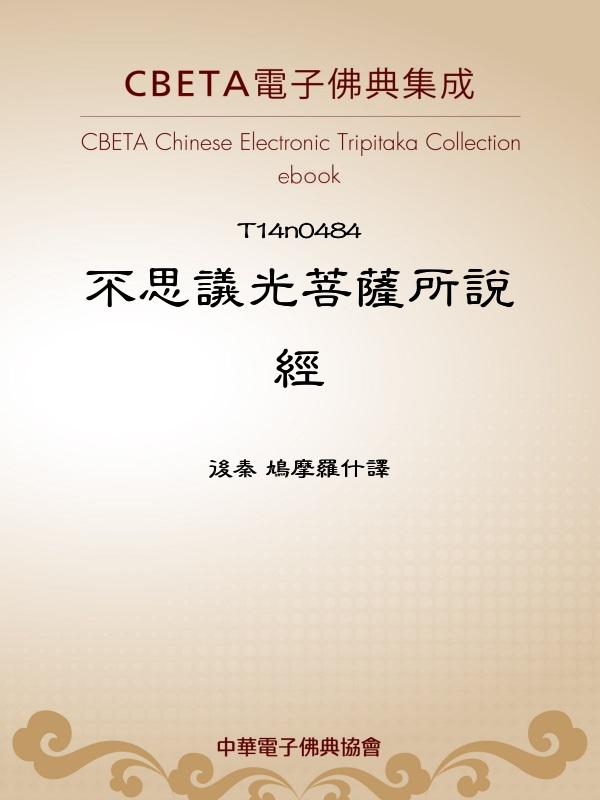 CBETA電子佛典集成
CBETA Chinese Electronic Tripitaka Collection
ebook
T14n0484
不思議光菩薩所說
經
後秦 鳩摩羅什譯
中華電子佛典協會